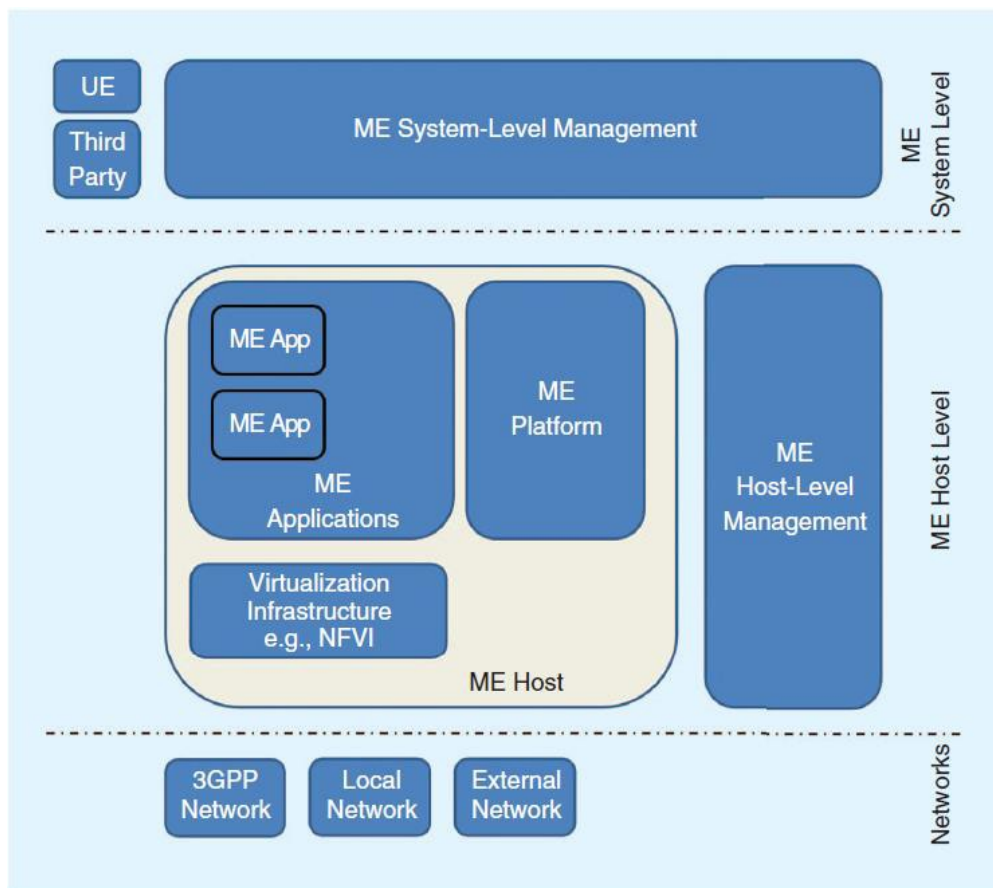 UE
Third
Party
ME System-Level Management
ME
System Level
ME App
ME App
ME
Applications
ME
Platform
Virtualization
Infrastructure
e.g., NFVI
ME Host
ME
Host-Level
Management
ME Host Level
3GPP
Network
Local
Network
External
Network
Networks